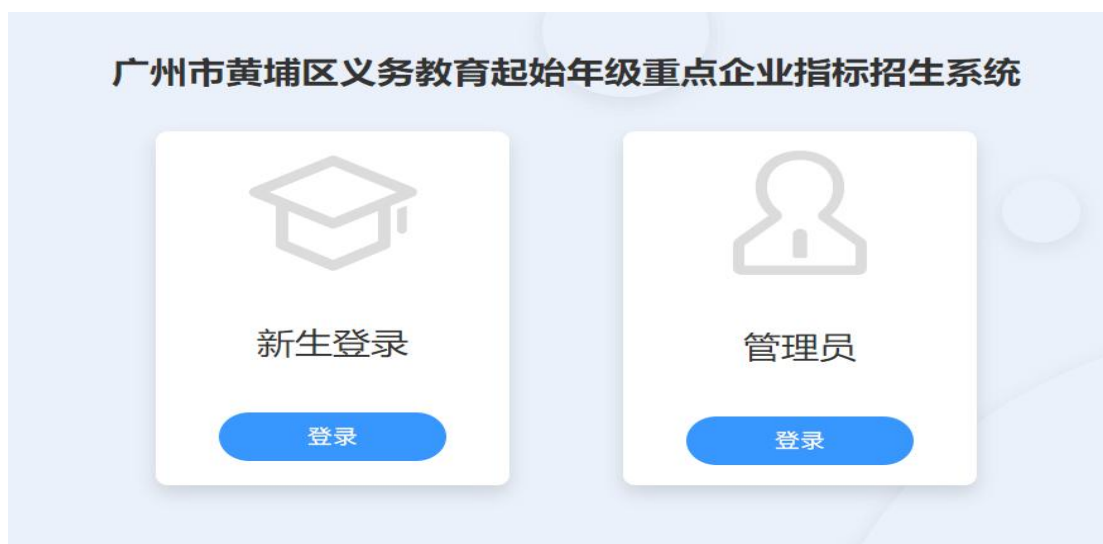 广州市黄埔区义务教育起始年级重点企业指标招生系统
新生登录
管理员
登录
登录